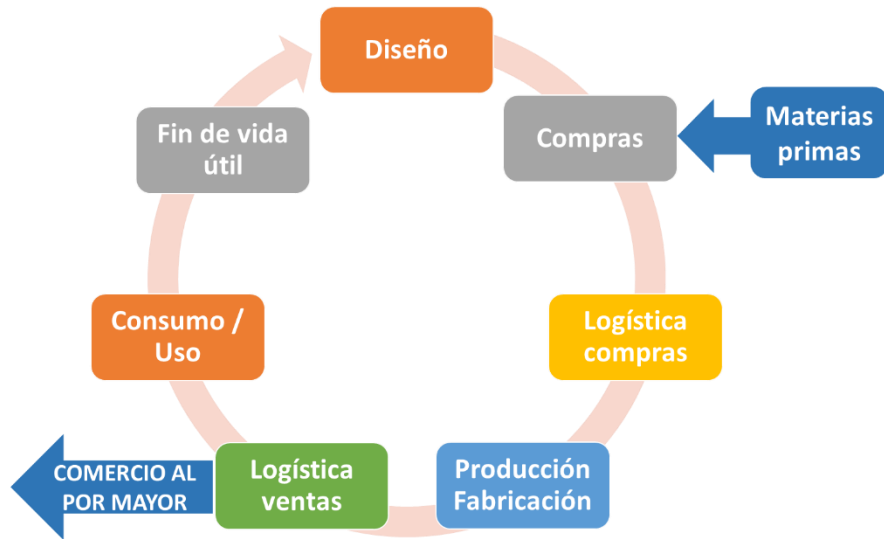 Diseño
Compras
Materias
primas
Logística
compras
Producción
Fabricación
Logística
ventas
COMERCIO AL
POR MAYOR
Consumo /
Uso
Fin de vida
útil